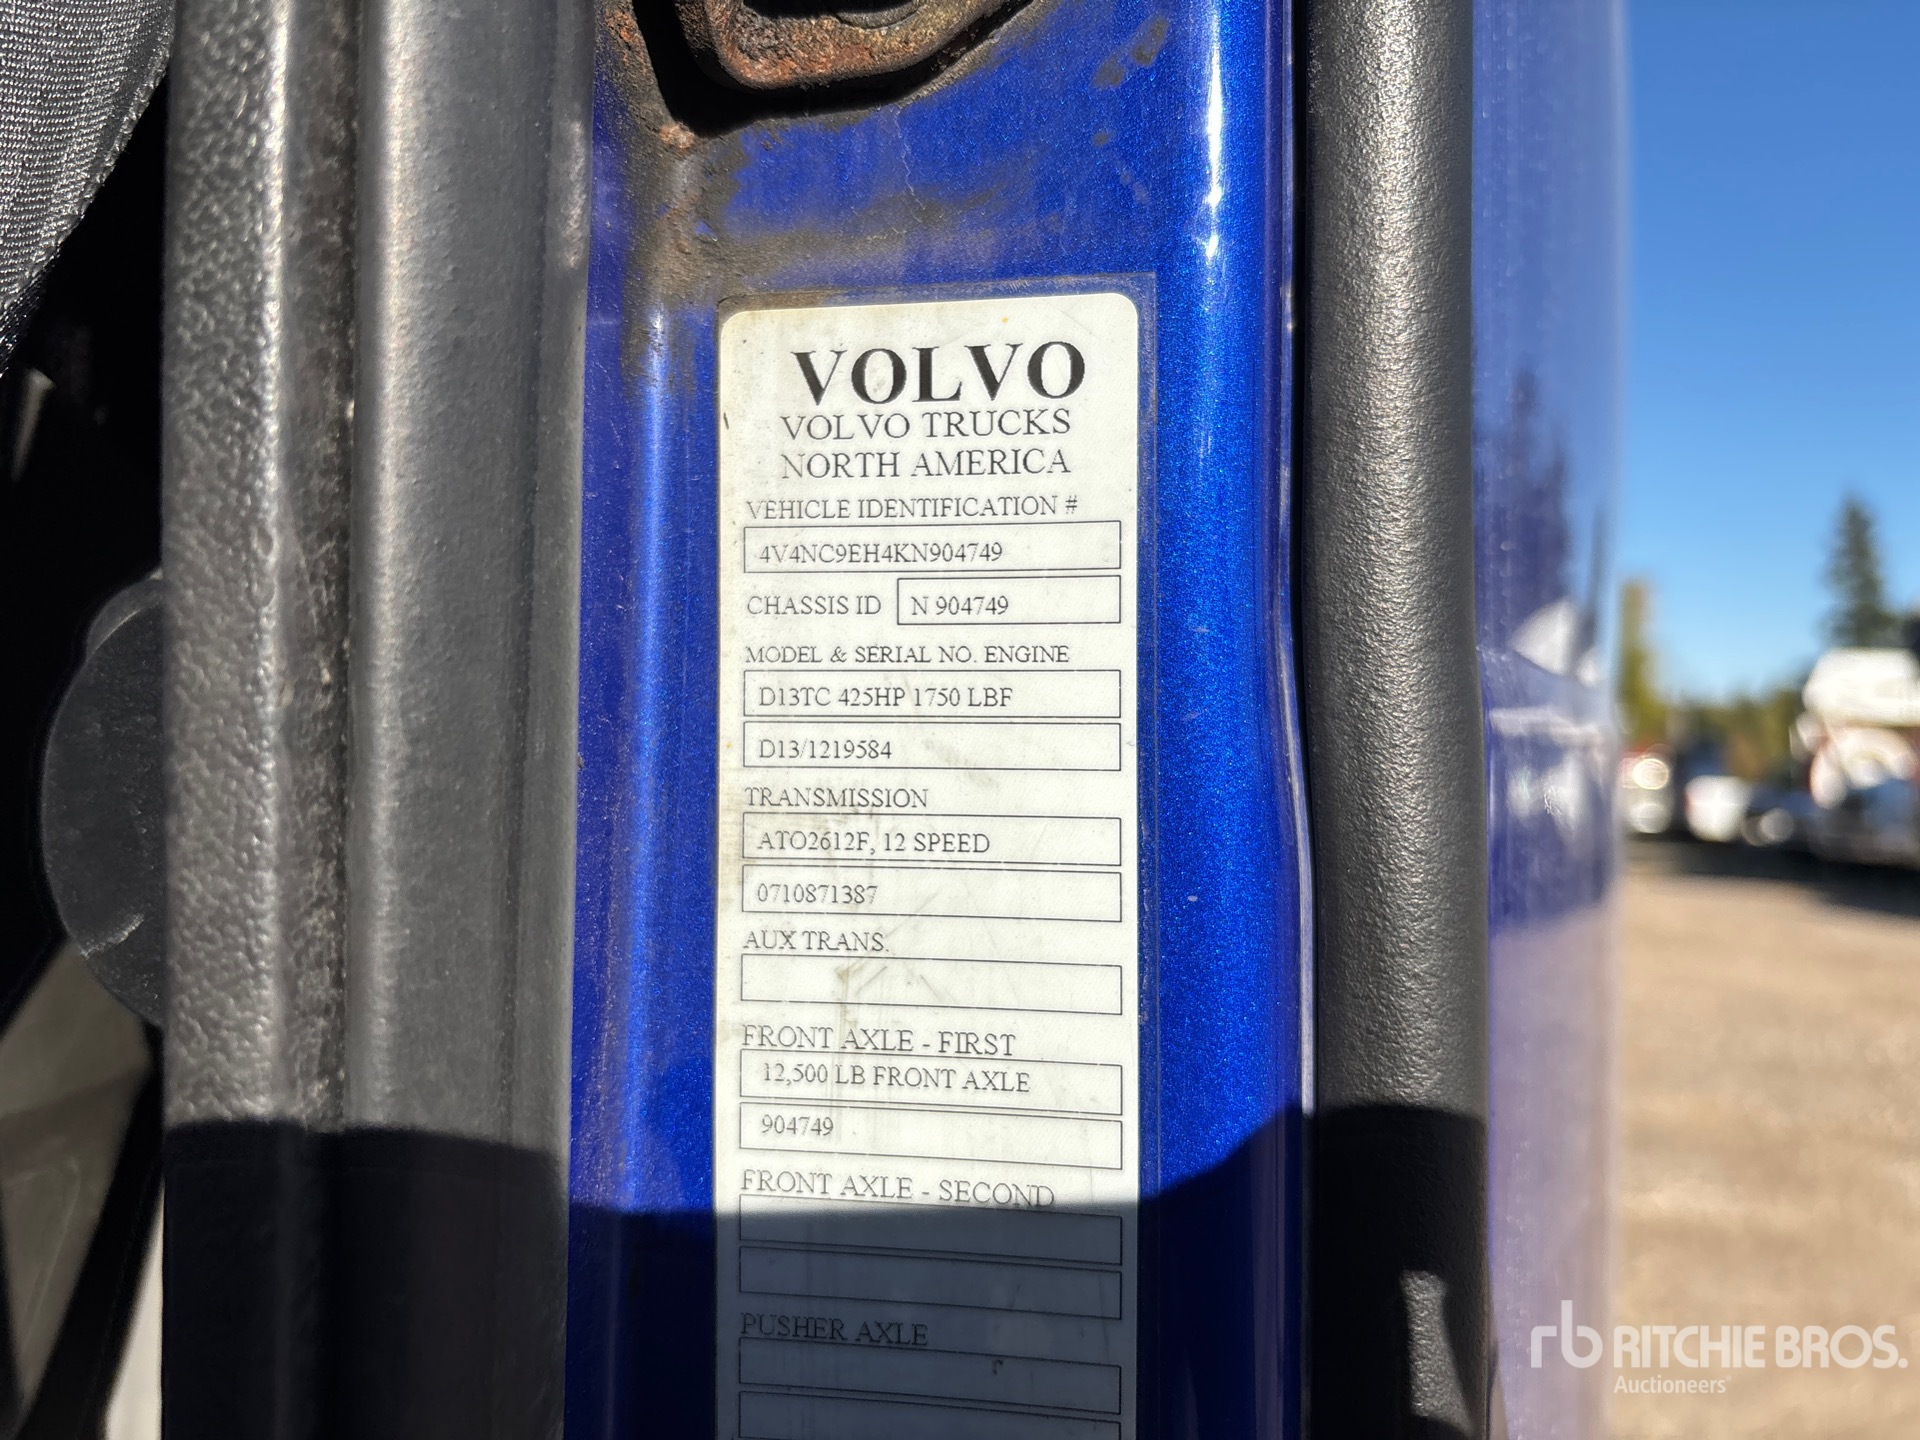 VOLVO
VOLVO TRUCKS
NORTH AMERICA
VEHICLE IDENTIFICATION #
4V4NC9EH4KN904749
CHASSIS ID N 904749
MODEL & SERIAL NO. ENGINE
D13TC 425HP 1750 LBF
D13/1219584
TRANSMISSION
ATO2612F, 12 SPEED
0710871387
AUX TRANS.
FRONT AXLE - FIRST
12,500 LB FRONT AXLE
904749
FRONT AXLE - SECOND
PUSHER AXLE
rb RITCHIE BROS.
Auctioneers